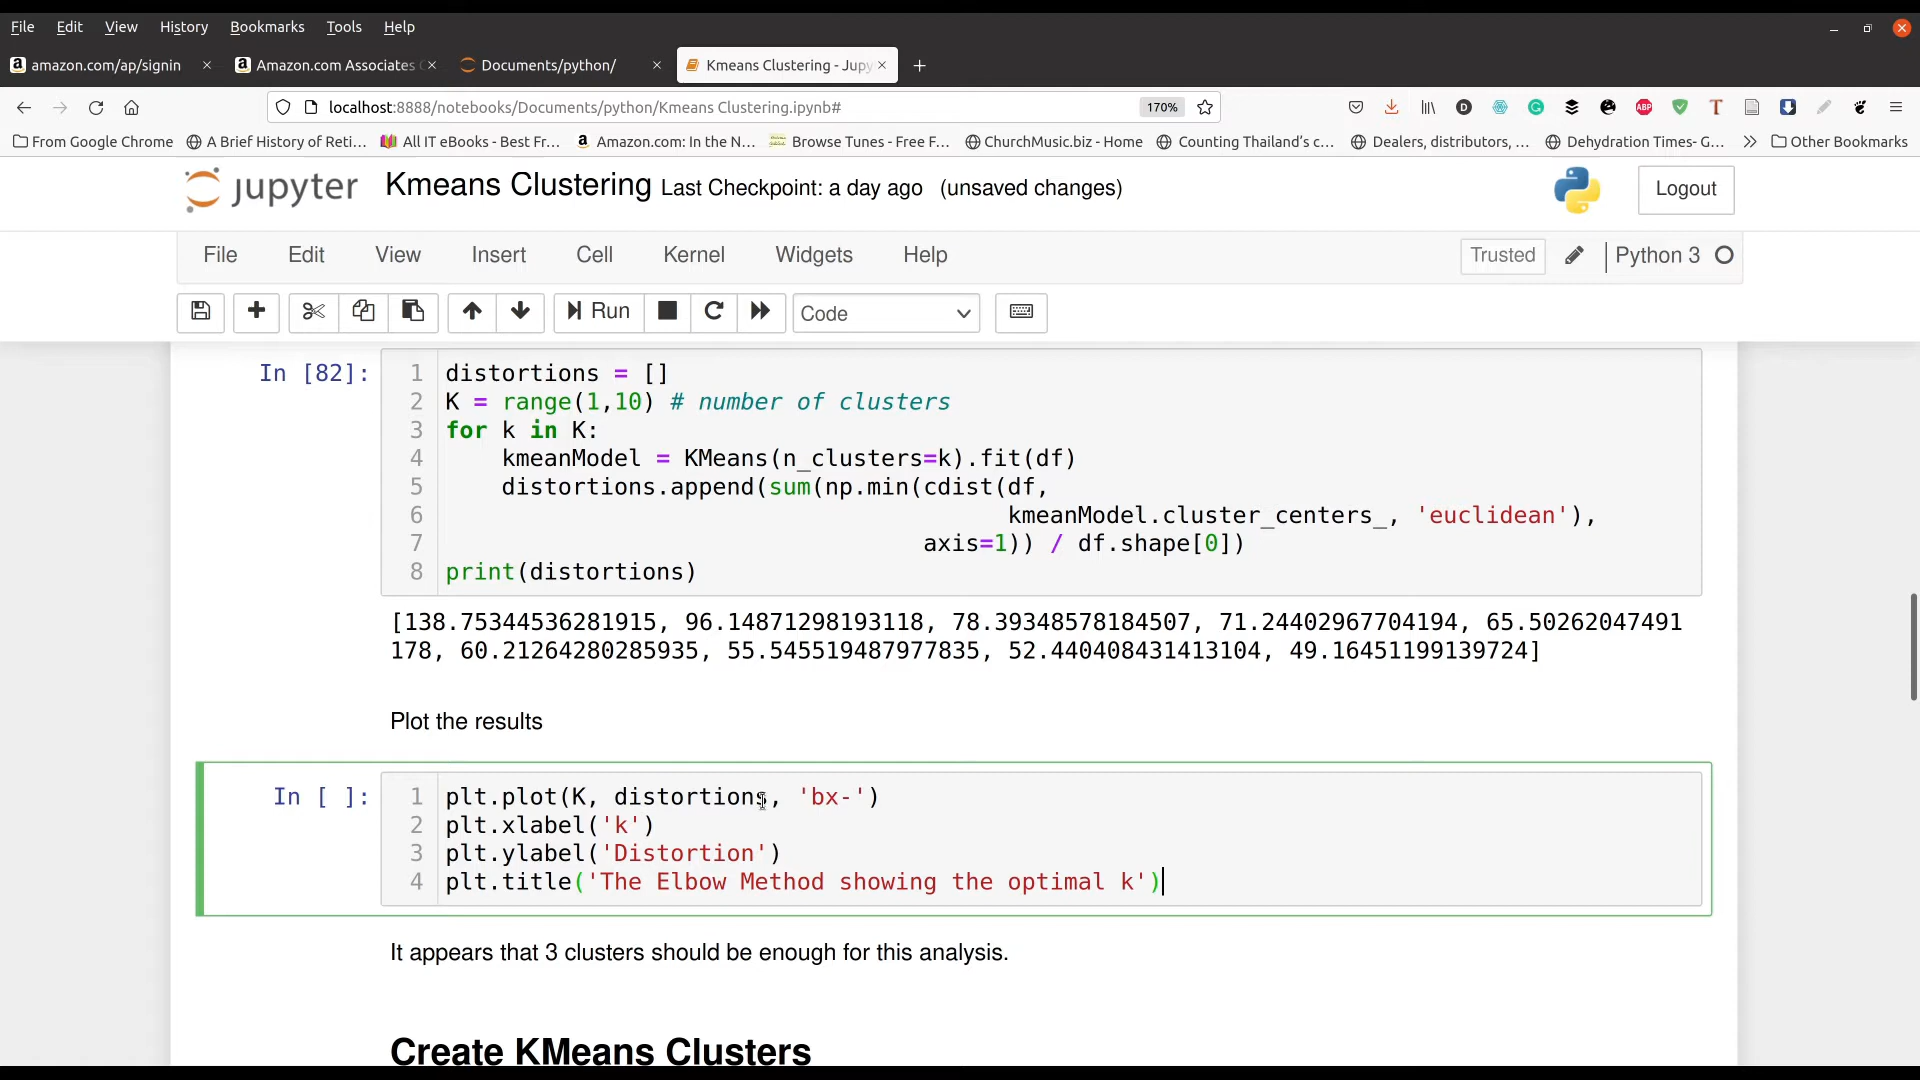 File Edit View History Bookmarks Tools Help
amazon.com/ap/signin Amazon.com Associates C Documents/python/ Kmeans Clustering - Jupy
localhost:8888/notebooks/Documents/python/Kmeans Clustering.ipynb# 170%
From Google Chrome A Brief History of Reti... All IT eBooks - Best Fr... Amazon.com: In the N... Browse Tunes - Free F... ChurchMusic.biz - Home Counting Thailand’s c... Dealers, distributors, ... Dehydration Times- G... Other Bookmarks
jupyter Kmeans Clustering Last Checkpoint: a day ago (unsaved changes) Logout
File Edit View Insert Cell Kernel Widgets Help Trusted Python 3
Run Code
In [82]: 1 distortions = []
2 K = range(1,10) # number of clusters
3 for k in K:
4 kmeanModel = KMeans(n_clusters=k).fit(df)
5 distortions.append(sum(np.min(cdist(df,
6 kmeanModel.cluster_centers_, 'euclidean'),
7 axis=1)) / df.shape[0])
8 print(distortions)
[138.75344536281915, 96.14871298193118, 78.39348578184507, 71.24402967704194, 65.50262047491
178, 60.21264280285935, 55.545519487977835, 52.440408431413104, 49.16451199139724]
Plot the results
In [ ]: 1 plt.plot(K, distortions, 'bx-')
2 plt.xlabel('k')
3 plt.ylabel('Distortion')
4 plt.title('The Elbow Method showing the optimal k')
It appears that 3 clusters should be enough for this analysis.
Create KMeans Clusters